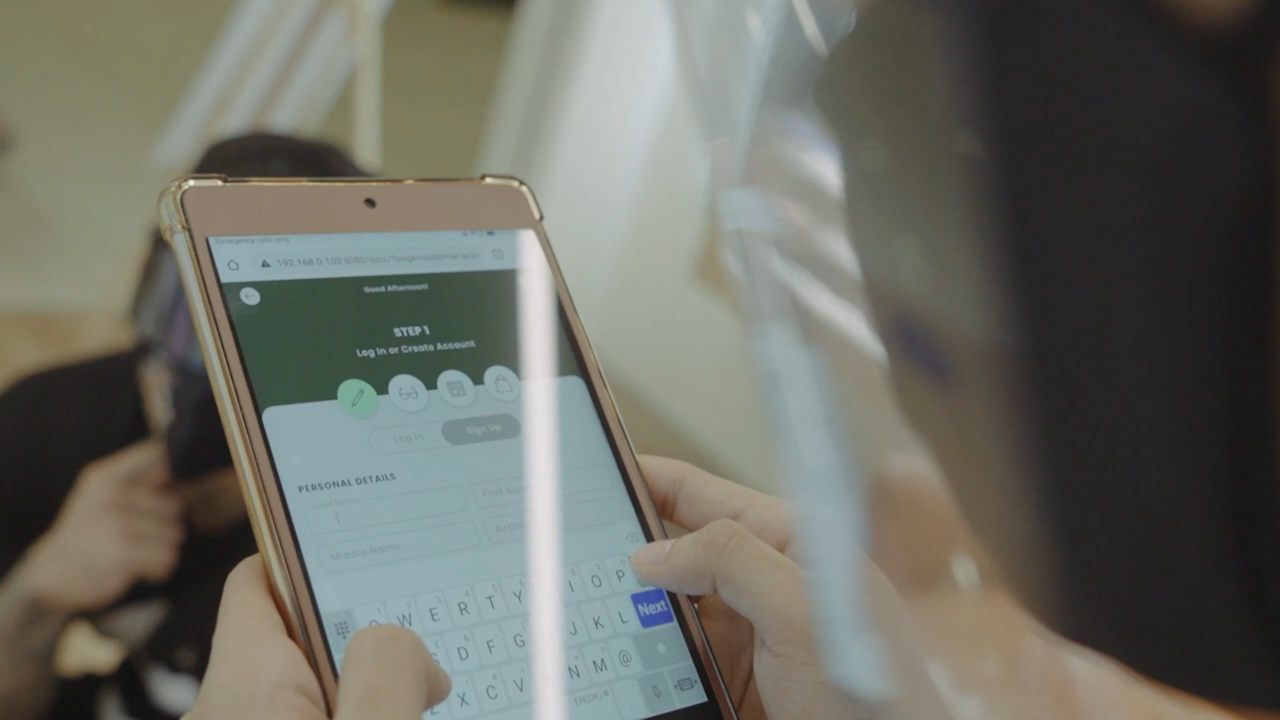 Emergency calls only
192.168.0.103:8080/
Good Afternoon!
STEP 1
Log In or Create Account
Log In Sign Up
PERSONAL DETAILS
Last Name First
Middle Name
Q W E R T Y I O P
D F G J K L Next
X C V N M @
EN(UK)